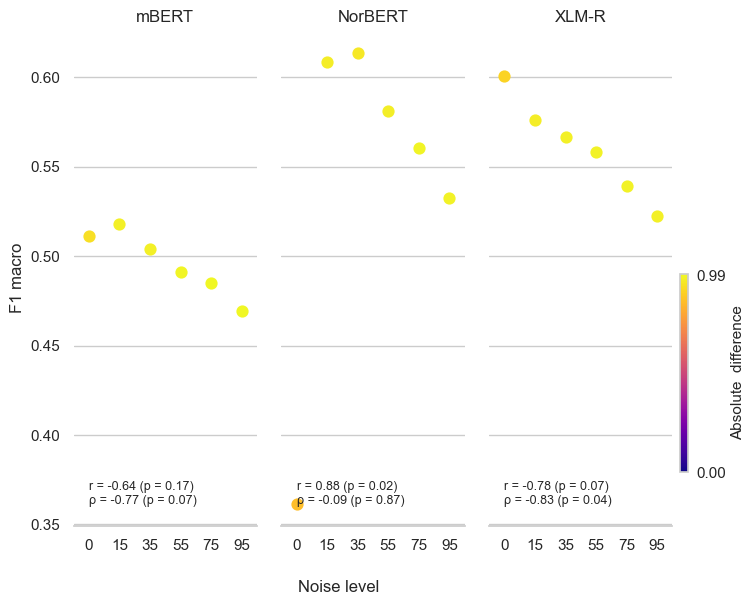 mBERT
NorBERT
XLM-R
0.60
0.55
0.50
0.45
0.40
0.35
F1 macro
r = -0.64 (p = 0.17)
ρ = -0.77 (p = 0.07)
r = 0.88 (p = 0.02)
ρ = -0.09 (p = 0.87)
r = -0.78 (p = 0.07)
ρ = -0.83 (p = 0.04)
0 15 35 55 75 95
0 15 35 55 75 95
0 15 35 55 75 95
Noise level
0.99
0.00
Absolute difference